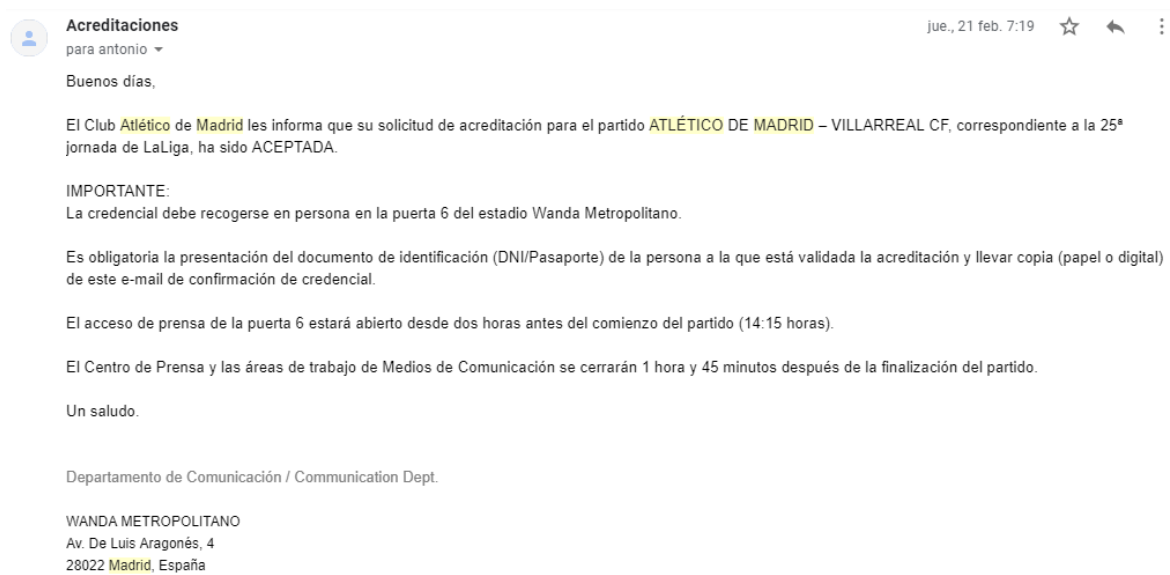 Acreditaciones
jue., 21 feb. 7:19
para antonio
Buenos días,
El Club Atlético de Madrid les informa que su solicitud de acreditación para el partido ATLÉTICO DE MADRID – VILLARREAL CF, correspondiente a la 25ª
jornada de LaLiga, ha sido ACEPTADA.
IMPORTANTE:
La credencial debe recogerse en persona en la puerta 6 del estadio Wanda Metropolitano.
Es obligatoria la presentación del documento de identificación (DNI/Pasaporte) de la persona a la que está validada la acreditación y llevar copia (papel o digital)
de este e-mail de confirmación de credencial.
El acceso de prensa de la puerta 6 estará abierto desde dos horas antes del comienzo del partido (14:15 horas).
El Centro de Prensa y las áreas de trabajo de Medios de Comunicación se cerrarán 1 hora y 45 minutos después de la finalización del partido.
Un saludo.
Departamento de Comunicación / Communication Dept.
WANDA METROPOLITANO
Av. De Luis Aragonés, 4
28022 Madrid, España